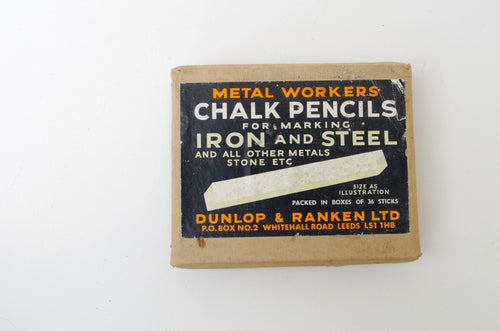 METAL WORKERS
CHALK PENCILS
FOR MARKING
IRON AND STEEL
AND ALL OTHER METALS
STONE ETC
SIZE AS
ILLUSTRATION
PACKED IN BOXES OF 36 STICKS
DUNLOP & RANKEN LTD
P.O. BOX NO. 2 WHITEHALL ROAD LEEDS LS1 1HB